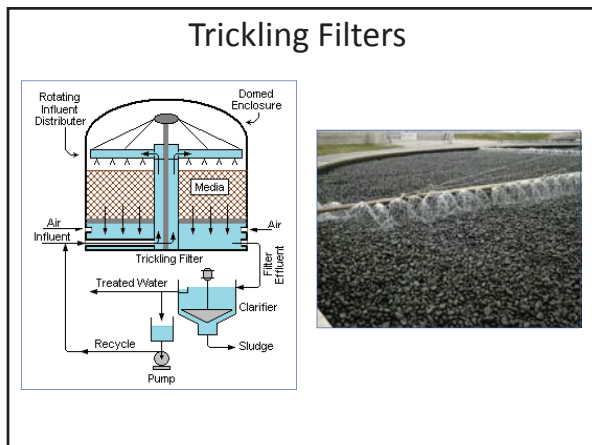 Trickling Filters
Rotating
Influent
Distributer
Domed
Enclosure
Media
Air
Air
Influent
Trickling Filter
Filter
Effluent
Treated Water
Clarifier
Recycle
Sludge
Pump